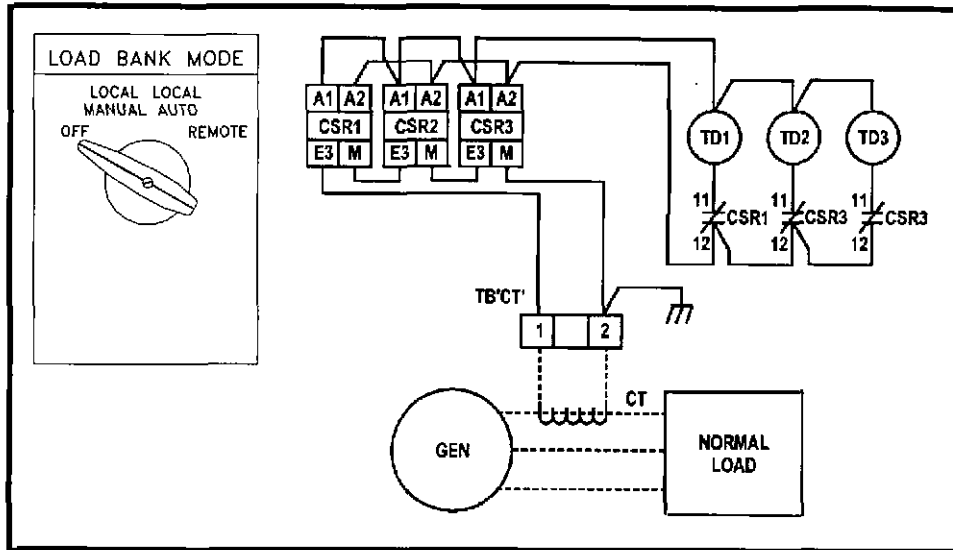 LOAD BANK MODE
LOCAL LOCAL
MANUAL AUTO
OFF REMOTE
A1 A2 A1 A2 A1 A2
CSR1 CSR2 CSR3
E3 M E3 M E3 M
TD1 TD2 TD3
11 11 11
CSR1 CSR3 CSR3
12 12 12
TB'CT'
1 2
CT
GEN
NORMAL
LOAD